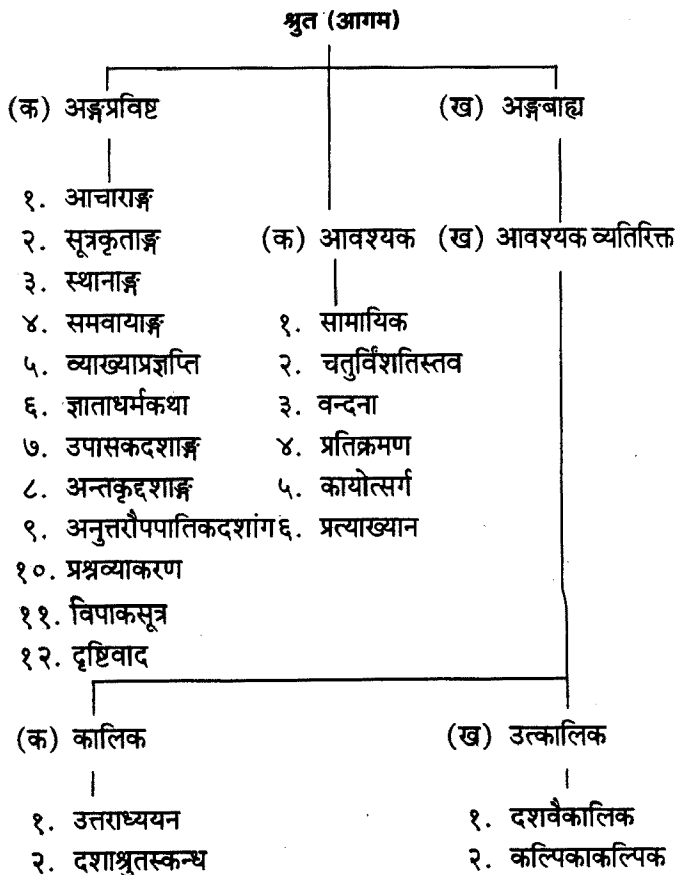 श्रुत (आगम)
(क) अङ्गप्रविष्ट
(ख) अङ्गबाह्य
१. आचाराङ्ग
२. सूत्रकृताङ्ग
३. स्थानाङ्ग
४. समवायाङ्ग
५. व्याख्याप्रज्ञप्ति
६. ज्ञाताधर्मकथा
७. उपासकदशाङ्ग
८. अन्तकृद्दशाङ्ग
९. अनुत्तरौपपातिकदशांग
१०. प्रश्नव्याकरण
११. विपाकसूत्र
१२. दृष्टिवाद
(क) आवश्यक
१. सामायिक
२. चतुर्विंशतिस्तव
३. वन्दना
४. प्रतिक्रमण
५. कायोत्सर्ग
६. प्रत्याख्यान
(ख) आवश्यक व्यतिरिक्त
(क) कालिक
१. उत्तराध्ययन
२. दशाश्रुतस्कन्ध
(ख) उत्कालिक
१. दशवैकालिक
२. कल्पिकाकल्पिक